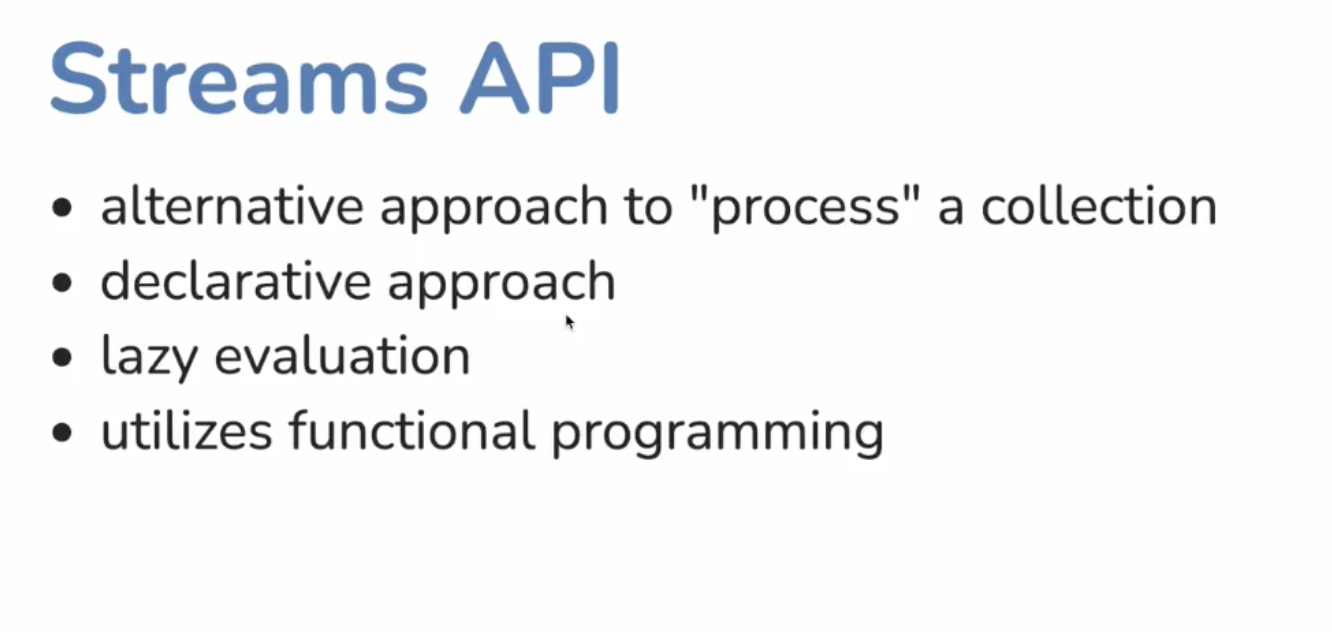 Streams API
• alternative approach to "process" a collection
• declarative approach
• lazy evaluation
• utilizes functional programming